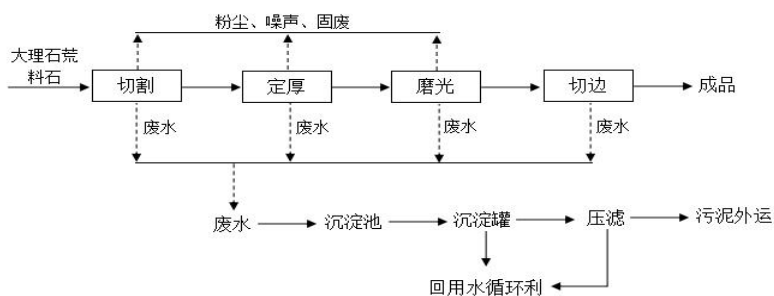 粉尘、噪声、固废
大理石荒
料石
切割
定厚
磨光
切边
成品
废水
废水
废水
废水
废水
沉淀池
沉淀罐
压滤
污泥外运
回用水循环利